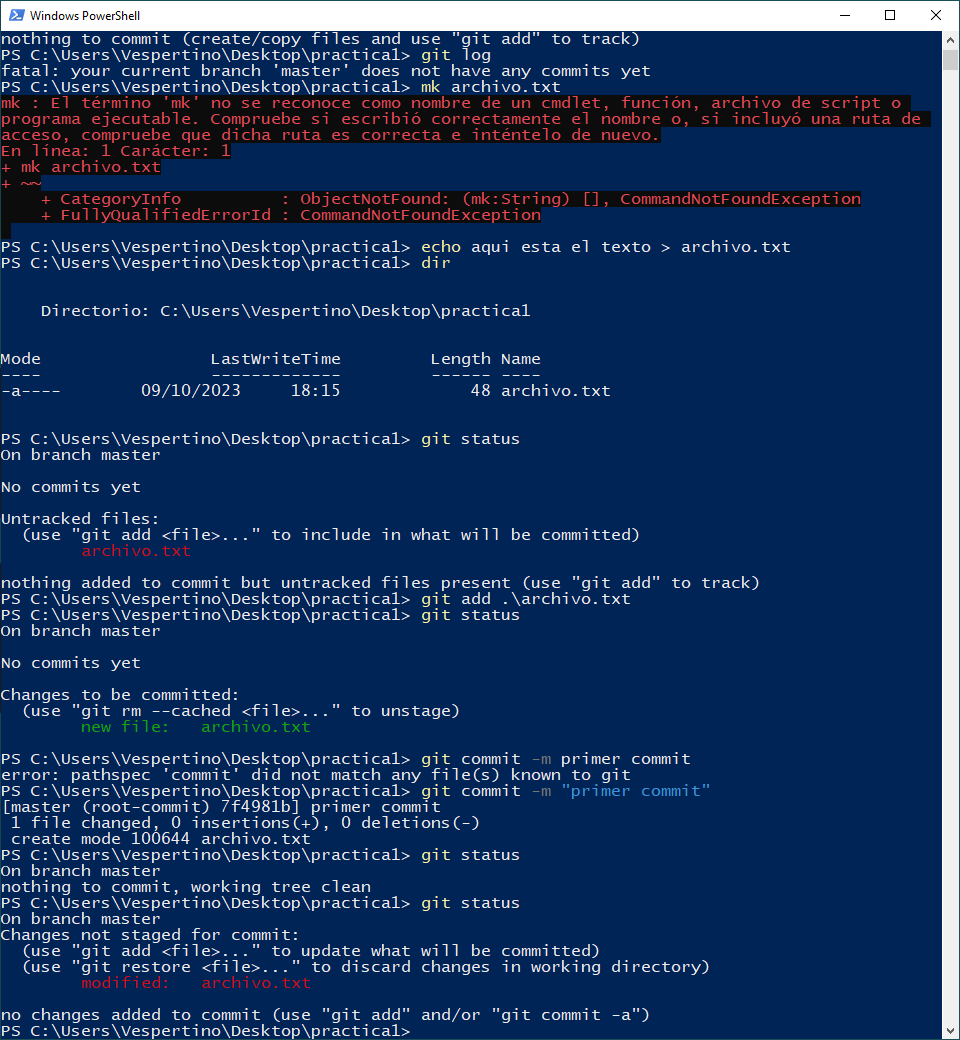 Windows PowerShell
nothing to commit (create/copy files and use "git add" to track)
PS C:\Users\Vespertino\Desktop\practica1> git log
fatal: your current branch 'master' does not have any commits yet
PS C:\Users\Vespertino\Desktop\practica1> mk archivo.txt
mk : El término 'mk' no se reconoce como nombre de un cmdlet, función, archivo de script o
programa ejecutable. Compruebe si escribió correctamente el nombre o, si incluyó una ruta de
acceso, compruebe que dicha ruta es correcta e inténtelo de nuevo.
En línea: 1 Carácter: 1
+ mk archivo.txt
+ ~~
    + CategoryInfo          : ObjectNotFound: (mk:String) [], CommandNotFoundException
    + FullyQualifiedErrorId : CommandNotFoundException
PS C:\Users\Vespertino\Desktop\practica1> echo aqui esta el texto > archivo.txt
PS C:\Users\Vespertino\Desktop\practica1> dir
    Directorio: C:\Users\Vespertino\Desktop\practica1
Mode                 LastWriteTime         Length Name
----                 -------------         ------ ----
-a----        09/10/2023     18:15             48 archivo.txt
PS C:\Users\Vespertino\Desktop\practica1> git status
On branch master
No commits yet
Untracked files:
  (use "git add <file>..." to include in what will be committed)
        archivo.txt
nothing added to commit but untracked files present (use "git add" to track)
PS C:\Users\Vespertino\Desktop\practica1> git add .\archivo.txt
PS C:\Users\Vespertino\Desktop\practica1> git status
On branch master
No commits yet
Changes to be committed:
  (use "git rm --cached <file>..." to unstage)
        new file:   archivo.txt
PS C:\Users\Vespertino\Desktop\practica1> git commit -m primer commit
error: pathspec 'commit' did not match any file(s) known to git
PS C:\Users\Vespertino\Desktop\practica1> git commit -m "primer commit"
[master (root-commit) 7f4981b] primer commit
 1 file changed, 0 insertions(+), 0 deletions(-)
 create mode 100644 archivo.txt
PS C:\Users\Vespertino\Desktop\practica1> git status
On branch master
nothing to commit, working tree clean
PS C:\Users\Vespertino\Desktop\practica1> git status
On branch master
Changes not staged for commit:
  (use "git add <file>..." to update what will be committed)
  (use "git restore <file>..." to discard changes in working directory)
        modified:   archivo.txt
no changes added to commit (use "git add" and/or "git commit -a")
PS C:\Users\Vespertino\Desktop\practica1>